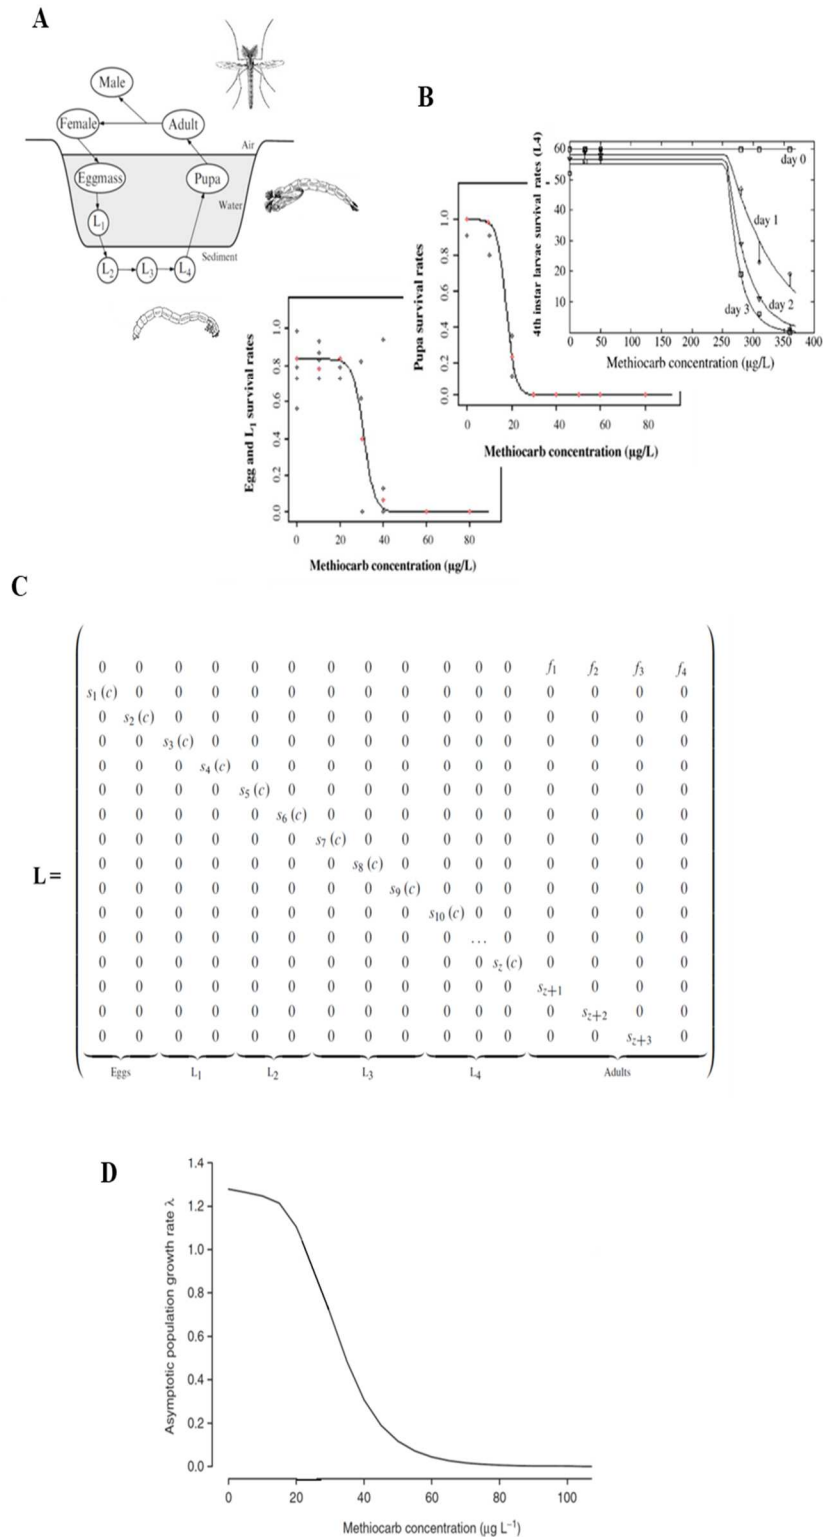 A
Male
Female
Adult
Air
Eggmass
Pupa
Water
L1
Sediment
L2
L3
L4
B
4th instar larvae survival rates (L4)
60
50
40
30
20
10
day 0
day 1
day 2
day 3
0 50 100 150 200 250 300 350 400
Methiocarb concentration (µg/L)
Pupa survival rates
1.0
0.8
0.6
0.4
0.2
0.0
0 20 40 60 80
Methiocarb concentration (µg/L)
Egg and L1 survival rates
1.0
0.8
0.6
0.4
0.2
0.0
0 20 40 60 80
Methiocarb concentration (µg/L)
C
L =
0 0 0 0 0 0 0 0 0 0 0 0 f1 f2 f3 f4
s1 (c) 0 0 0 0 0 0 0 0 0 0 0 0 0 0 0
0 s2 (c) 0 0 0 0 0 0 0 0 0 0 0 0 0 0
0 0 s3 (c) 0 0 0 0 0 0 0 0 0 0 0 0 0
0 0 0 s4 (c) 0 0 0 0 0 0 0 0 0 0 0 0
0 0 0 0 s5 (c) 0 0 0 0 0 0 0 0 0 0 0
0 0 0 0 0 s6 (c) 0 0 0 0 0 0 0 0 0 0
0 0 0 0 0 0 s7 (c) 0 0 0 0 0 0 0 0 0
0 0 0 0 0 0 0 s8 (c) 0 0 0 0 0 0 0 0
0 0 0 0 0 0 0 0 s9 (c) 0 0 0 0 0 0 0
0 0 0 0 0 0 0 0 0 s10 (c) 0 0 0 0 0 0
0 0 0 0 0 0 0 0 0 0 ... 0 0 0 0 0
0 0 0 0 0 0 0 0 0 0 0 sz (c) 0 0 0 0
0 0 0 0 0 0 0 0 0 0 0 0 sz+1 0 0 0
0 0 0 0 0 0 0 0 0 0 0 0 0 sz+2 0 0
0 0 0 0 0 0 0 0 0 0 0 0 0 0 sz+3 0
Eggs L1 L2 L3 L4 Adults
D
Asymptotic population growth rate λ
1.4
1.2
1.0
0.8
0.6
0.4
0.2
0.0
0 20 40 60 80 100
Methiocarb concentration (µg L−1)